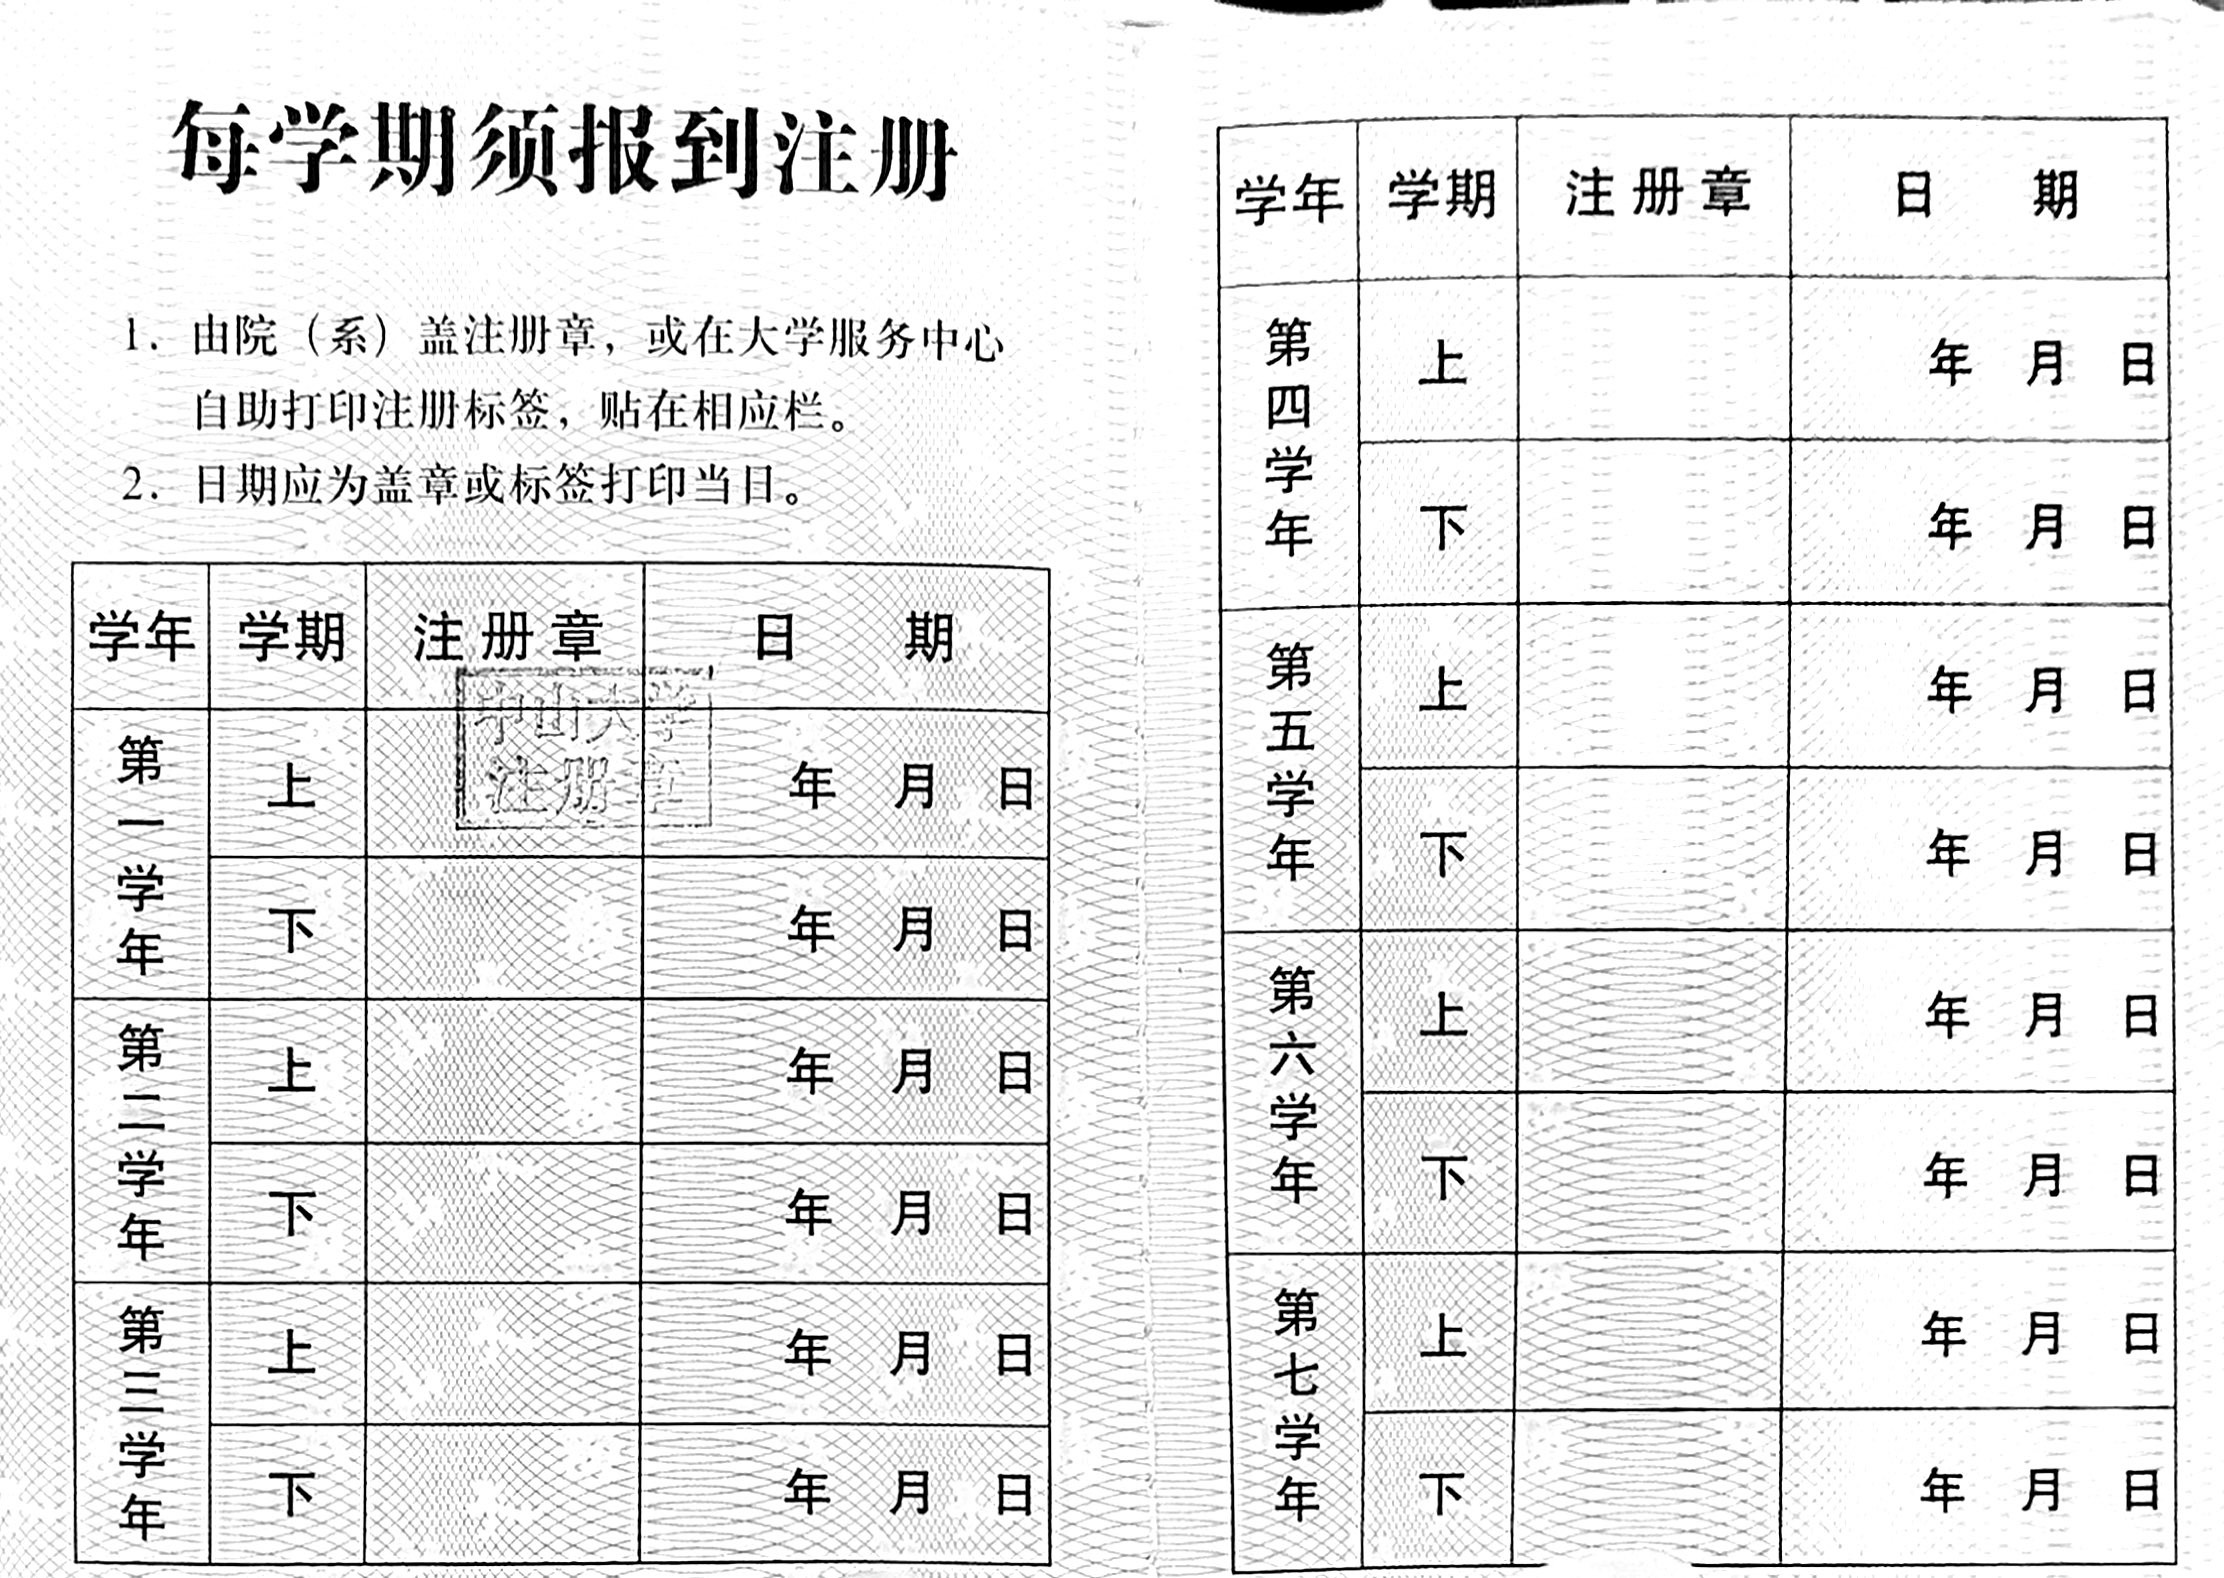 每学期须报到注册
1. 由院（系）盖注册章，或在大学服务中心
自助打印注册标签，贴在相应栏。
2. 日期应为盖章或标签打印当日。
学年 学期 注册章 日 期
中山大学
注册章
第一学年 上 年 月 日
下 年 月 日
第二学年 上 年 月 日
下 年 月 日
第三学年 上 年 月 日
下 年 月 日
学年 学期 注册章 日 期
第四学年 上 年 月 日
下 年 月 日
第五学年 上 年 月 日
下 年 月 日
第六学年 上 年 月 日
下 年 月 日
第七学年 上 年 月 日
下 年 月 日